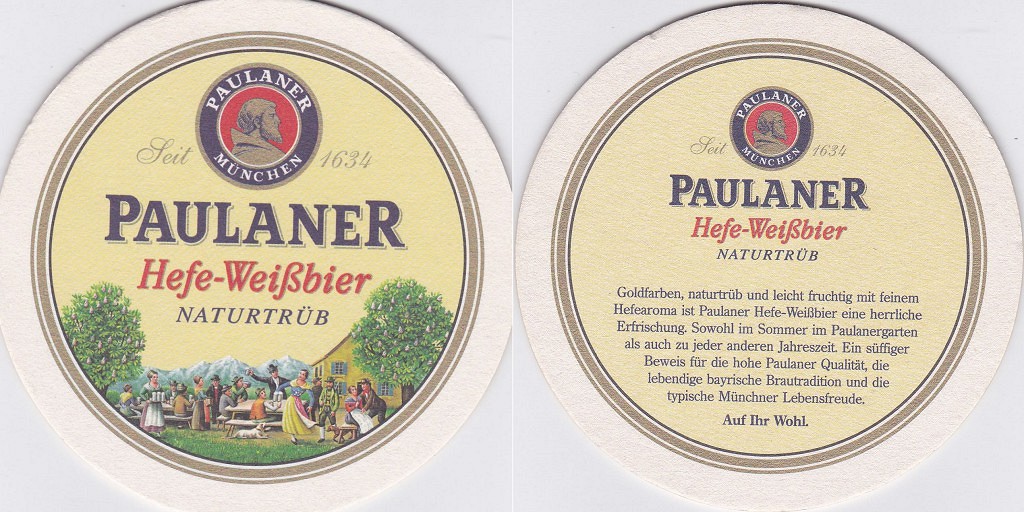 PAULANER
MÜNCHEN
Seit 1634
PAULANER
Hefe-Weißbier
NATURTRÜB
PAULANER
MÜNCHEN
Seit 1634
PAULANER
Hefe-Weißbier
NATURTRÜB
Goldfarben, naturtrüb und leicht fruchtig mit feinem
Hefearoma ist Paulaner Hefe-Weißbier eine herrliche
Erfrischung. Sowohl im Sommer im Paulanergarten
als auch zu jeder anderen Jahreszeit. Ein süffiger
Beweis für die hohe Paulaner Qualität, die
lebendige bayrische Brautradition und die
typische Münchner Lebensfreude.
Auf Ihr Wohl.